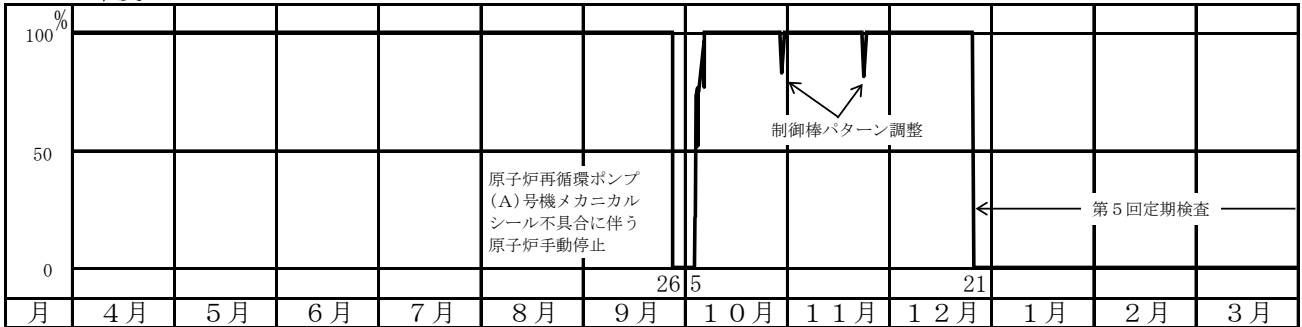 %
100
50
0
原子炉再循環ポンプ
(A)号機メカニカル
シール不具合に伴う
原子炉手動停止
制御棒パターン調整
第5回定期検査
26 5 21
月 4月 5月 6月 7月 8月 9月 10月 11月 12月 1月 2月 3月